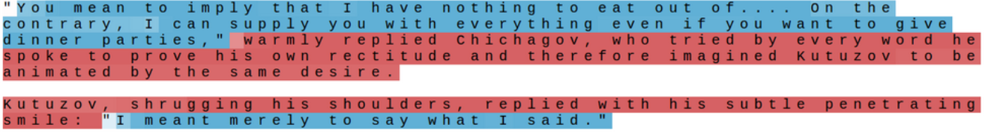 "You mean to imply that I have nothing to eat out of.... On the
contrary, I can supply you with everything even if you want to give
dinner parties," warmly replied Chichagov, who tried by every word he
spoke to prove his own rectitude and therefore imagined Kutuzov to be
animated by the same desire.
Kutuzov, shrugging his shoulders, replied with his subtle penetrating
smile: "I meant merely to say what I said."